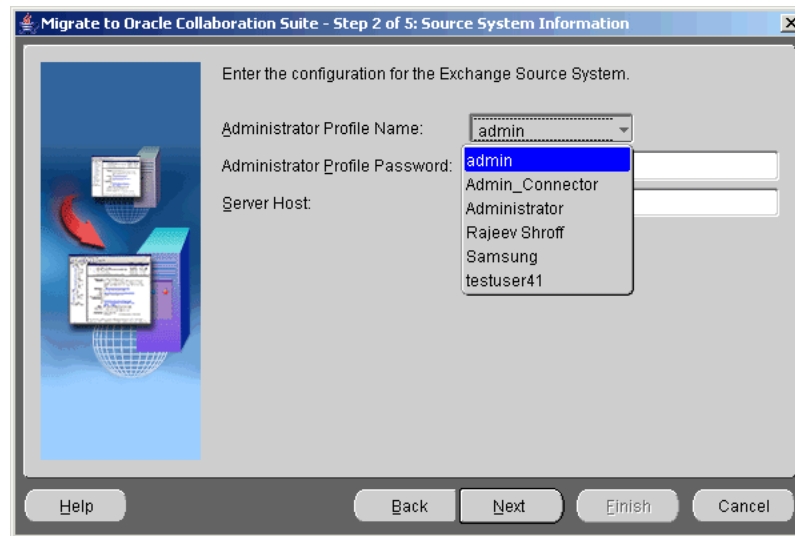 Migrate to Oracle Collaboration Suite - Step 2 of 5: Source System Information
Enter the configuration for the Exchange Source System.
Administrator Profile Name: admin
Administrator Profile Password:
admin
Admin_Connector
Server Host:
Administrator
Rajeev Shroff
Samsung
testuser41
Help Back Next Finish Cancel